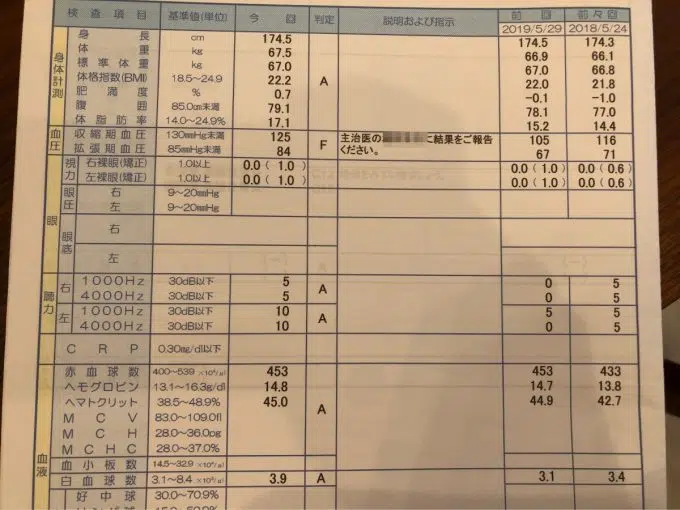 検査項目 基準値(単位) 今回 判定 説明および指示 前回 前々回
2019/5/29 2018/5/24
身体計測
身長 cm 174.5 174.5 174.3
体重 kg 67.5 66.9 66.1
標準体重 kg 67.0 67.0 66.8
体格指数(BMI) 18.5~24.9 22.2 A 22.0 21.8
肥満度 % 0.7 -0.1 -1.0
腹囲 85.0cm未満 79.1 78.1 77.0
体脂肪率 14.0~24.9% 17.1 15.2 14.4
血圧
収縮期血圧 130mmHg未満 125 F 主治医の に結果をご報告 105 116
拡張期血圧 85mmHg未満 84 ください。 67 71
眼
視力 右裸眼(矯正) 1.0以上 0.0 ( 1.0) 0.0 ( 1.0) 0.0 (0.6)
左裸眼(矯正) 1.0以上 0.0 ( 1.0) 0.0 ( 1.0) 0.0 (0.6)
眼圧 右 9~20mmHg
左 9~20mmHg
眼底 右
左
聴力
右 1000Hz 30dB以下 5 A 0 5
4000Hz 30dB以下 5 0 5
左 1000Hz 30dB以下 10 A 5 5
4000Hz 30dB以下 10 0 5
CRP 0.30mg/dl以下
血液
赤血球数 400~539 ×10⁴/μl 453 453 433
ヘモグロビン 13.1~16.3g/dl 14.8 14.7 13.8
ヘマトクリット 38.5~48.9% 45.0 A 44.9 42.7
MCV 83.0~109.0fl
MCH 28.0~36.0pg
MCHC 28.0~37.0%
血小板数 14.5~32.9 ×10⁴/μl
白血球数 3.1~8.4 ×10³/μl 3.9 A 3.1 3.4
好中球 30.0~70.9%